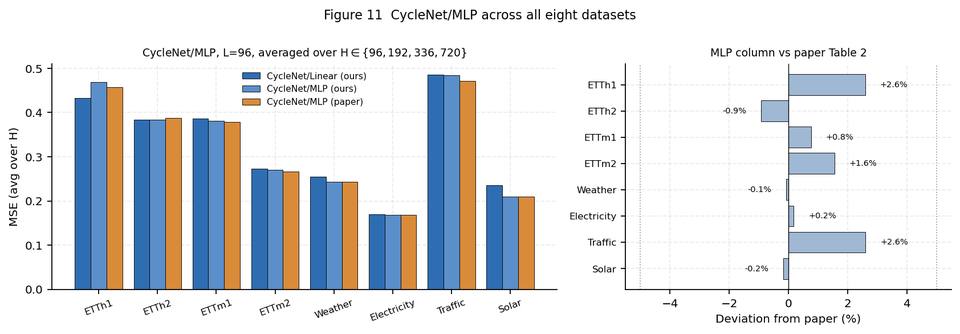 Figure 11 CycleNet/MLP across all eight datasets
CycleNet/MLP, L=96, averaged over H ∈ {96, 192, 336, 720}
CycleNet/Linear (ours)
CycleNet/MLP (ours)
CycleNet/MLP (paper)
MSE (avg over H)
0.5
0.4
0.3
0.2
0.1
0.0
ETTh1
ETTh2
ETTm1
ETTm2
Weather
Electricity
Traffic
Solar
MLP column vs paper Table 2
ETTh1
+2.6%
ETTh2
-0.9%
ETTm1
+0.8%
ETTm2
+1.6%
Weather
-0.1%
Electricity
+0.2%
Traffic
+2.6%
Solar
-0.2%
−4
−2
0
2
4
Deviation from paper (%)